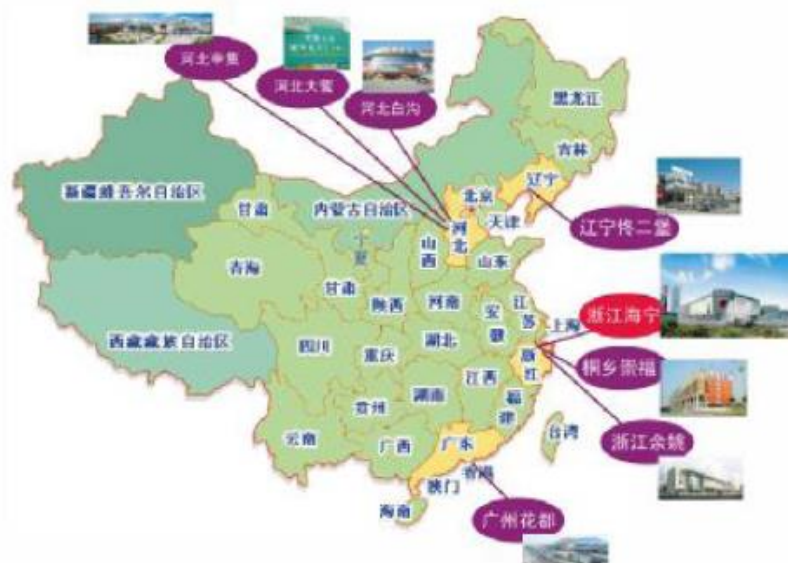 河北辛集
河北大营
河北白沟
黑龙江
吉林
辽宁
辽宁佟二堡
新疆维吾尔自治区
甘肃
内蒙古自治区
北京
天津
河北
宁夏
山西
山东
青海
甘肃
陕西
河南
安徽
江苏
上海
浙江海宁
西藏藏族自治区
四川
重庆
湖北
浙江
桐乡崇福
江西
湖南
贵州
福建
浙江余姚
云南
广西
广东
台湾
香港
澳门
广州花都
海南